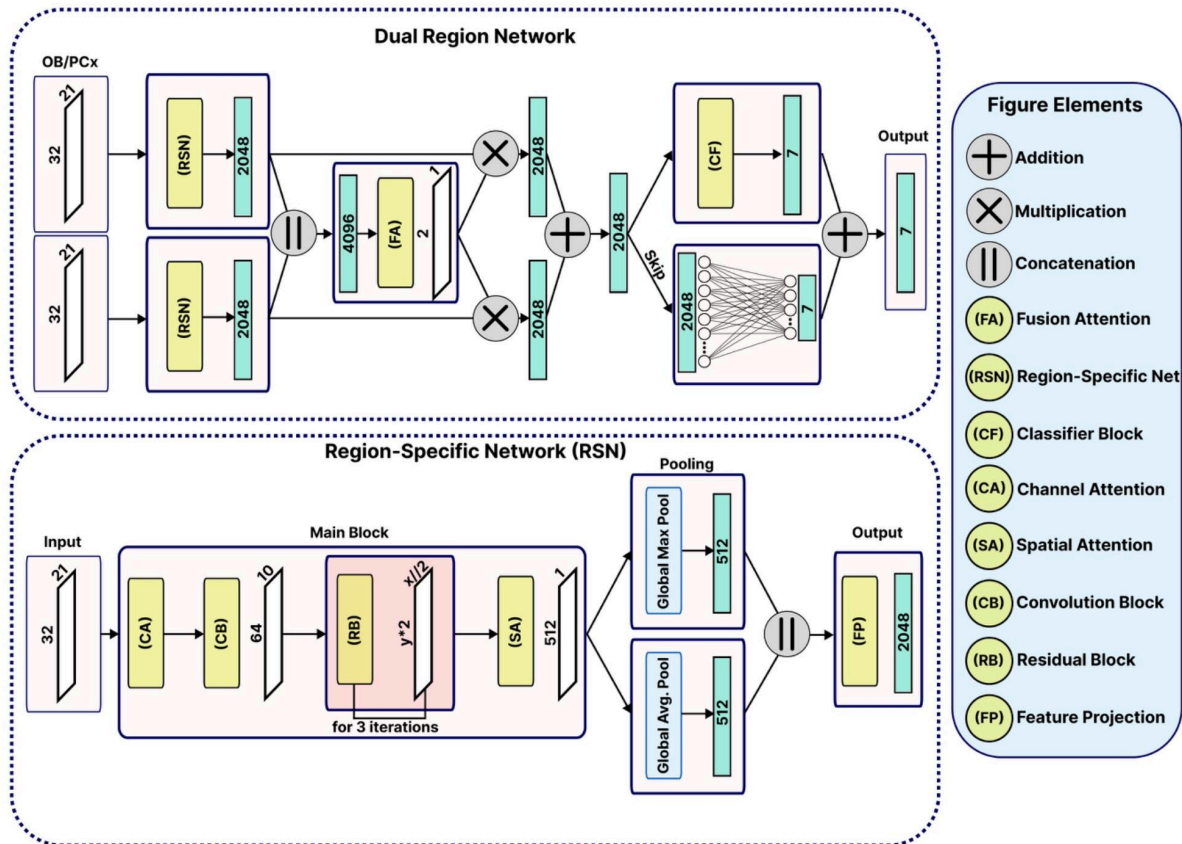 Dual Region Network
OB/PCx
21
32
(RSN)
2048
21
32
(RSN)
2048
4096
(FA)
2
1
2048
2048
2048
Skip
(CF)
7
2048
7
Output
7
Region-Specific Network (RSN)
Input
21
32
Main Block
(CA)
(CB)
10
64
(RB)
x//2
y*2
for 3 iterations
(SA)
1
512
Pooling
Global Max Pool
512
Global Avg. Pool
512
Output
(FP)
2048
Figure Elements
Addition
Multiplication
Concatenation
(FA) Fusion Attention
(RSN) Region-Specific Net
(CF) Classifier Block
(CA) Channel Attention
(SA) Spatial Attention
(CB) Convolution Block
(RB) Residual Block
(FP) Feature Projection